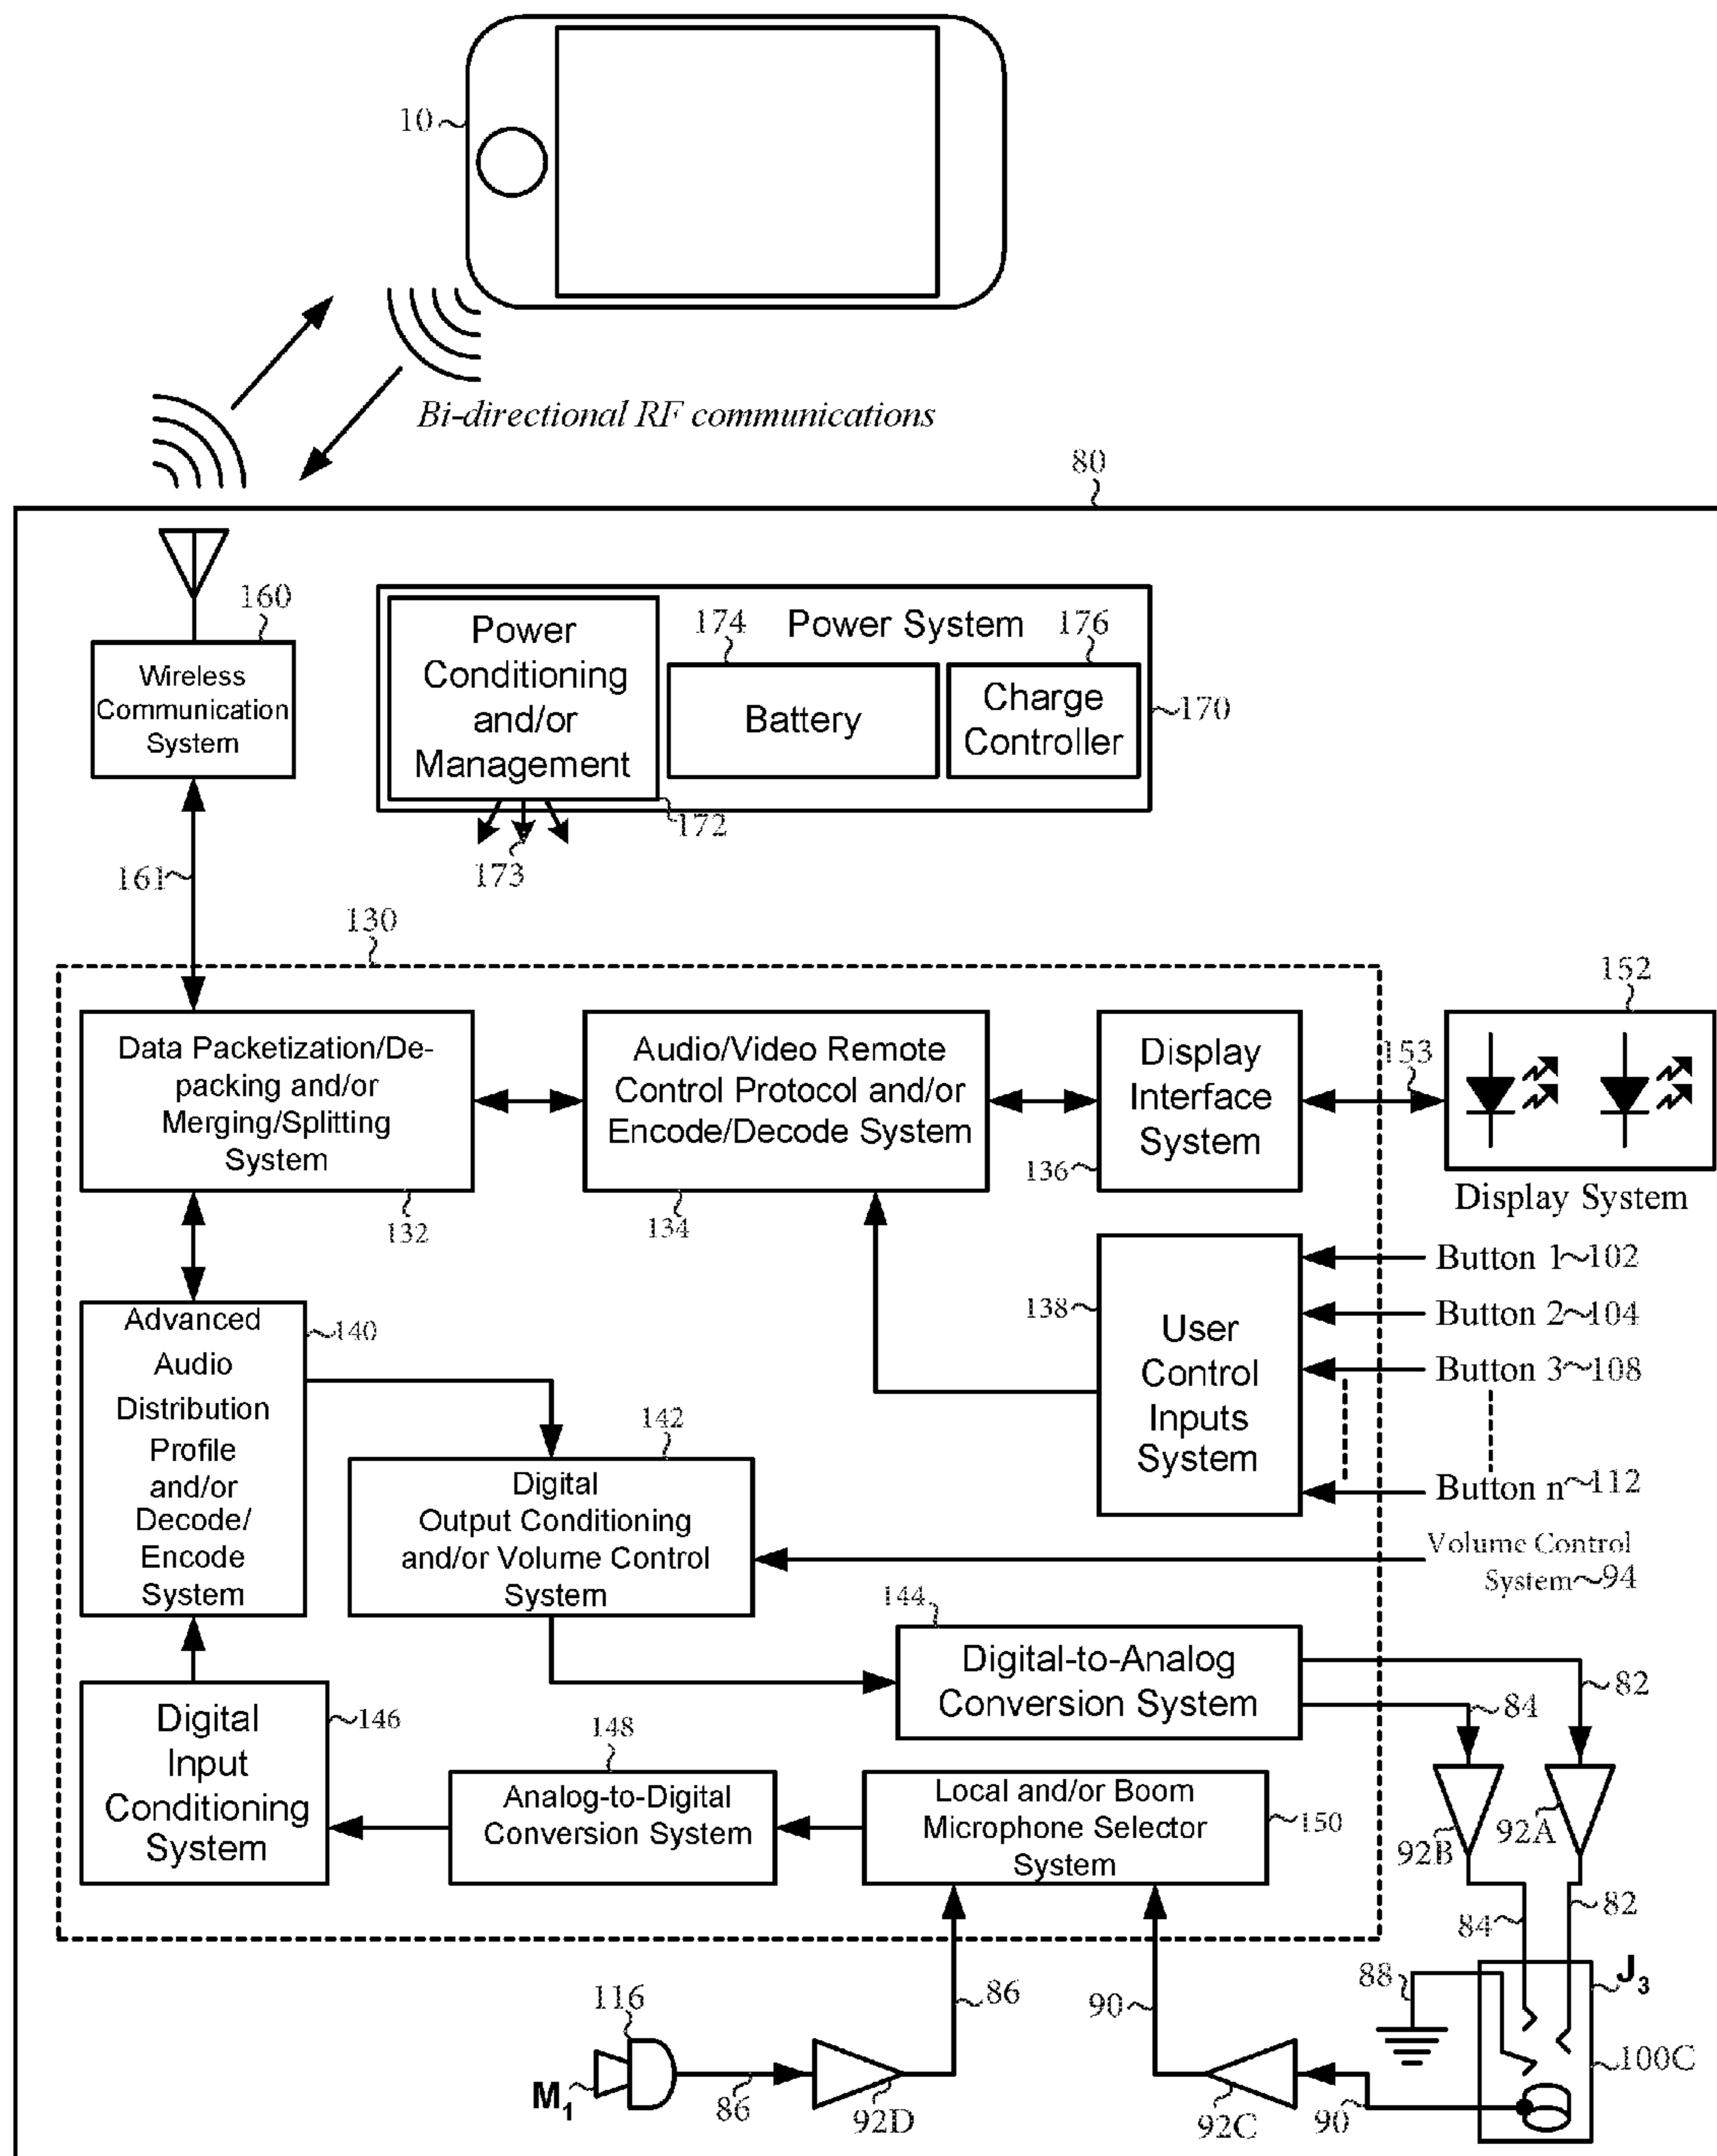 10
Bi-directional RF communications
80
160
Wireless
Communication
System
Power
Conditioning
and/or
Management
174
Power System
176
Battery
Charge
Controller
170
172
173
161
130
Data Packetization/De-
packing and/or
Merging/Splitting
System
132
Audio/Video Remote
Control Protocol and/or
Encode/Decode System
134
Display
Interface
System
136
153
152
Display System
Button 1~102
Button 2~104
Button 3~108
Button n~112
138
User
Control
Inputs
System
Advanced
Audio
Distribution
Profile
and/or
Decode/
Encode
System
140
142
Digital
Output Conditioning
and/or Volume Control
System
Volume Control
System~94
144
Digital-to-Analog
Conversion System
82
84
Digital
Input
Conditioning
System
146
148
Analog-to-Digital
Conversion System
Local and/or Boom
Microphone Selector
System
150
92B
92A
84
82
88
J3
100C
116
M1
86
92D
86
90
92C
90